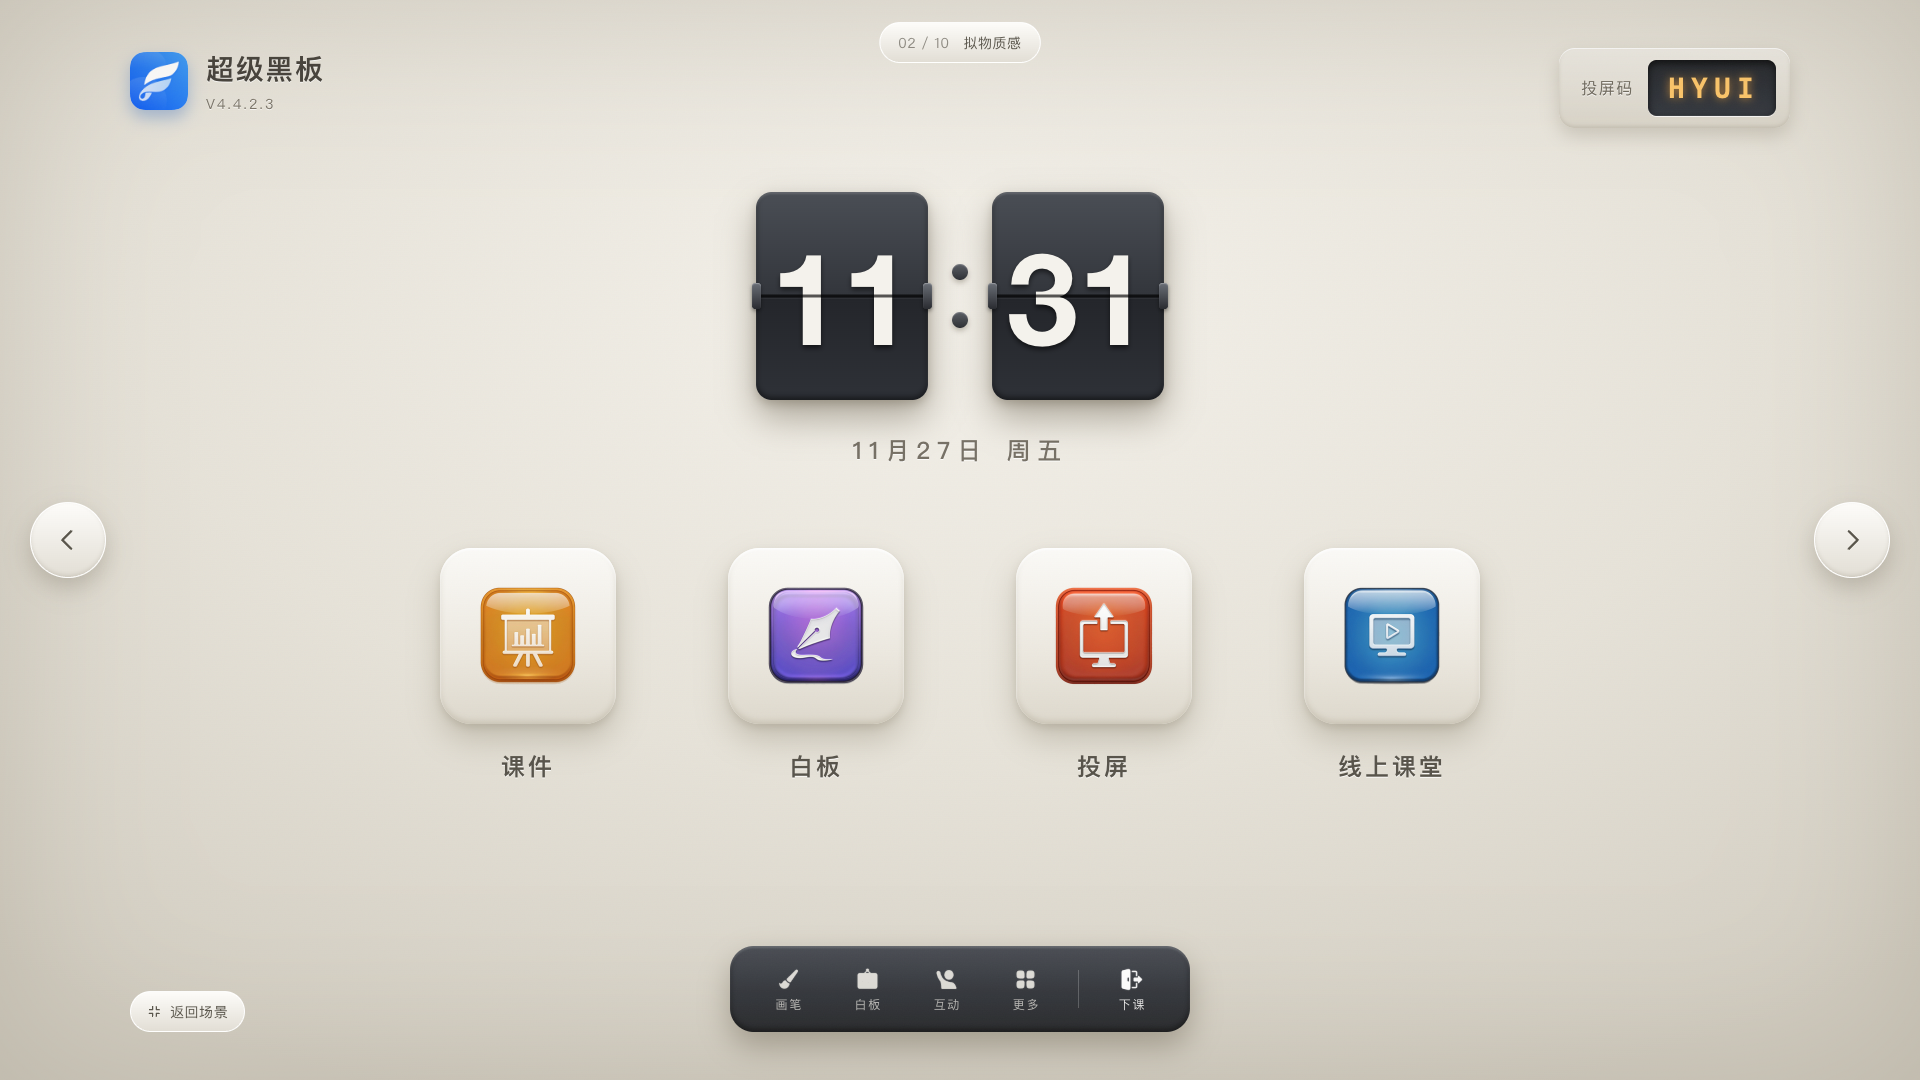 02 / 10 拟物质感
超级黑板
V4.4.2.3
投屏码 HYUI
11:31
11月27日 周五
课件
白板
投屏
线上课堂
画笔
白板
互动
更多
下课
返回场景